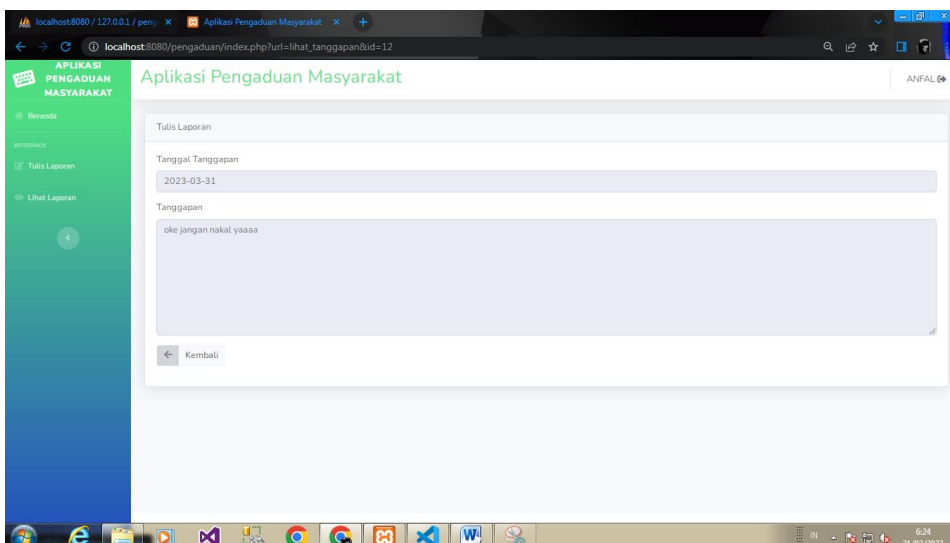 localhost:8080 / 127.0.0.1 / peng
Aplikasi Pengaduan Masyarakat
localhost:8080/pengaduan/index.php?url=lihat_tanggapan&id=12
APLIKASI
PENGADUAN
MASYARAKAT
Aplikasi Pengaduan Masyarakat
ANFAL
Beranda
INTERFACE
Tulis Laporan
Lihat Laporan
Tulis Laporan
Tanggal Tanggapan
2023-03-31
Tanggapan
oke jangan nakal yaaaa
Kembali
IN
6:24